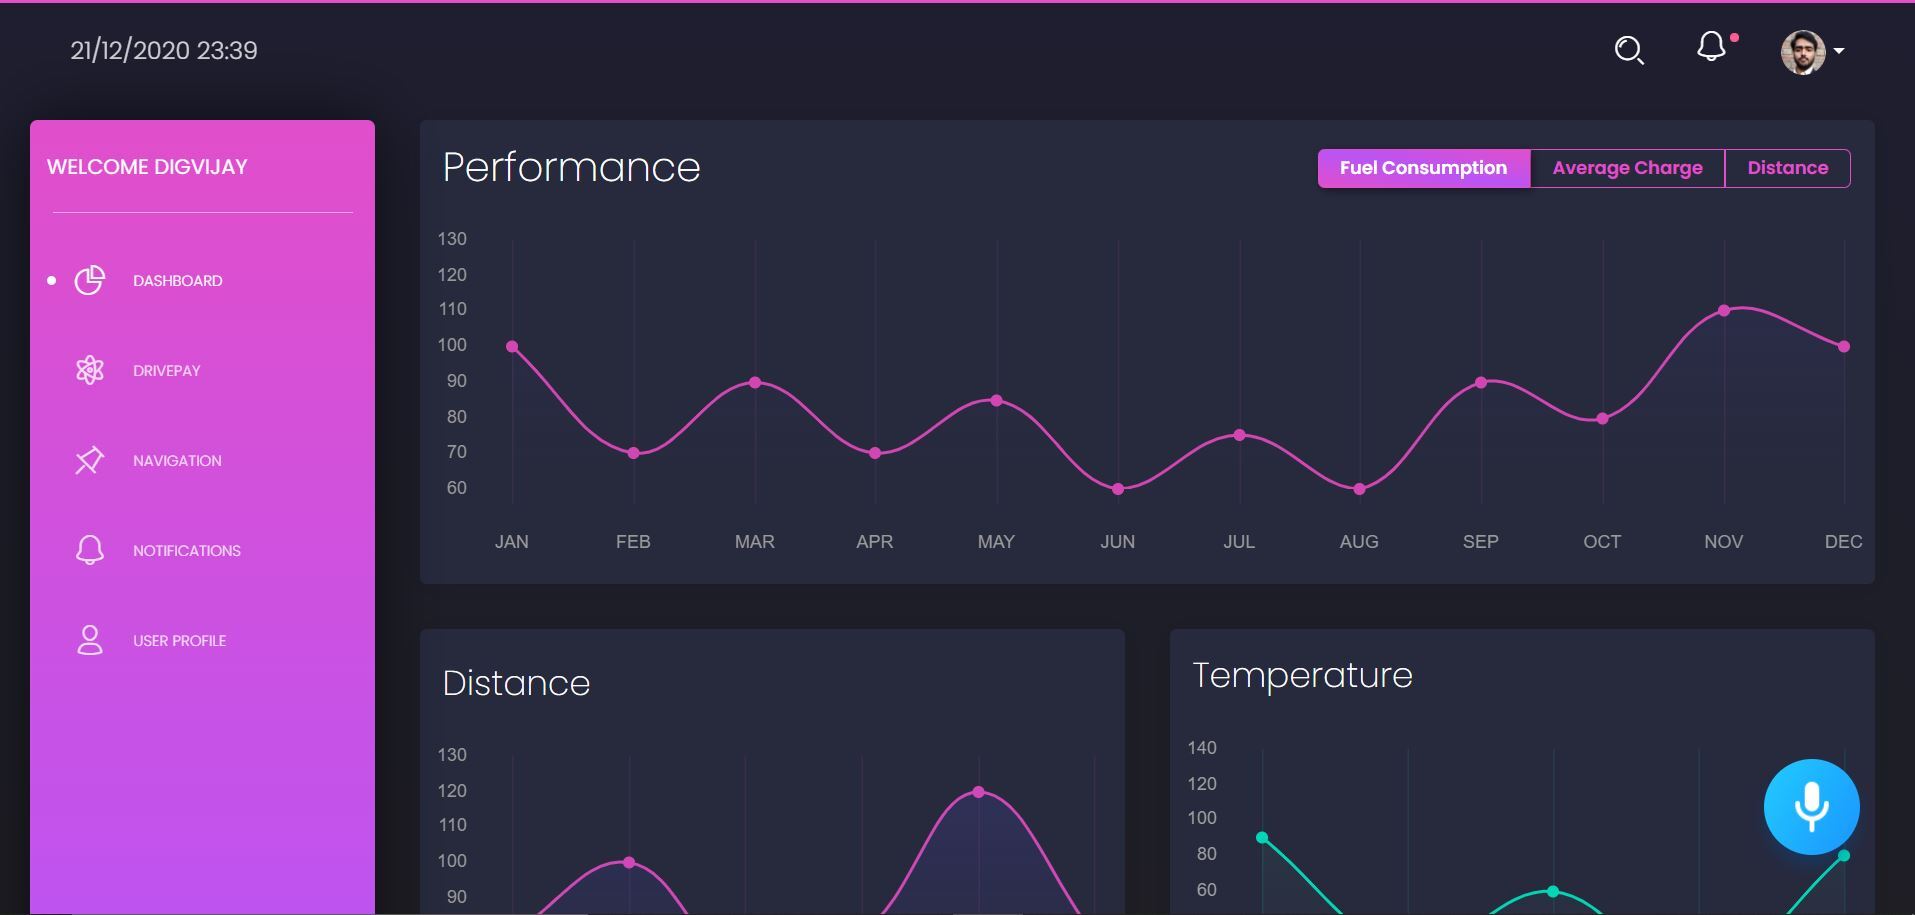 21/12/2020 23:39
WELCOME DIGVIJAY
DASHBOARD
DRIVEPAY
NAVIGATION
NOTIFICATIONS
USER PROFILE
Performance
Fuel Consumption Average Charge Distance
130
120
110
100
90
80
70
60
JAN FEB MAR APR MAY JUN JUL AUG SEP OCT NOV DEC
Distance
130
120
110
100
90
Temperature
140
120
100
80
60